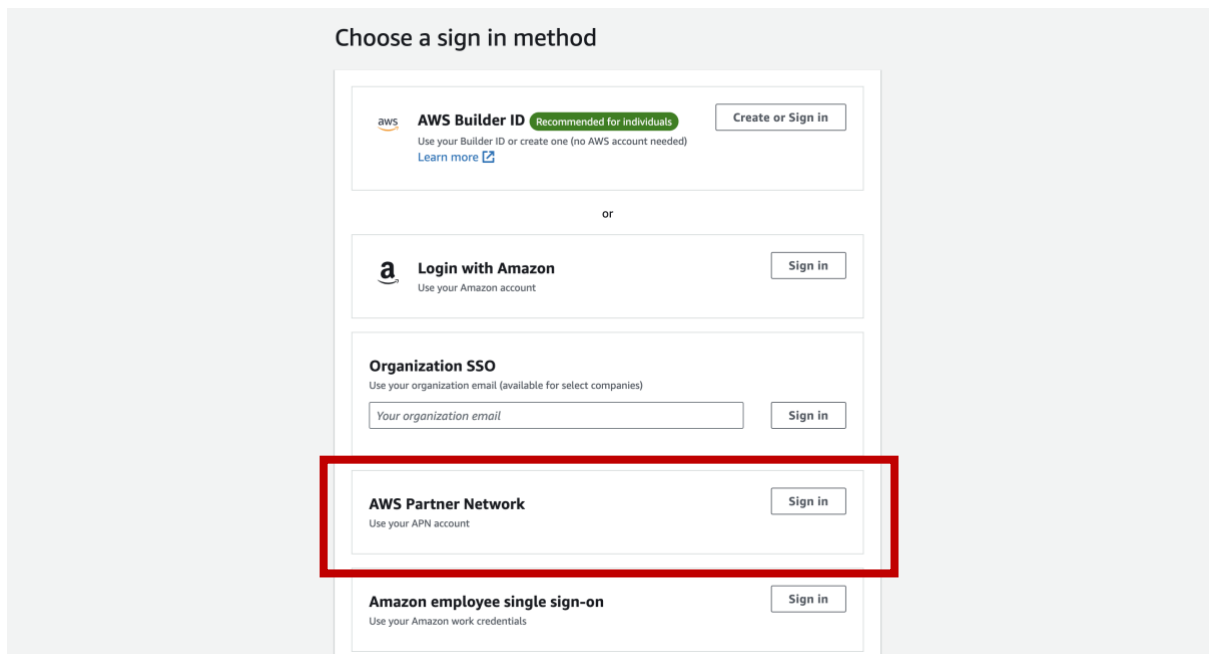 Choose a sign in method
aws
AWS Builder ID Recommended for individuals
Create or Sign in
Use your Builder ID or create one (no AWS account needed)
Learn more
or
a
Login with Amazon
Sign in
Use your Amazon account
Organization SSO
Use your organization email (available for select companies)
Your organization email
Sign in
AWS Partner Network
Sign in
Use your APN account
Amazon employee single sign-on
Sign in
Use your Amazon work credentials